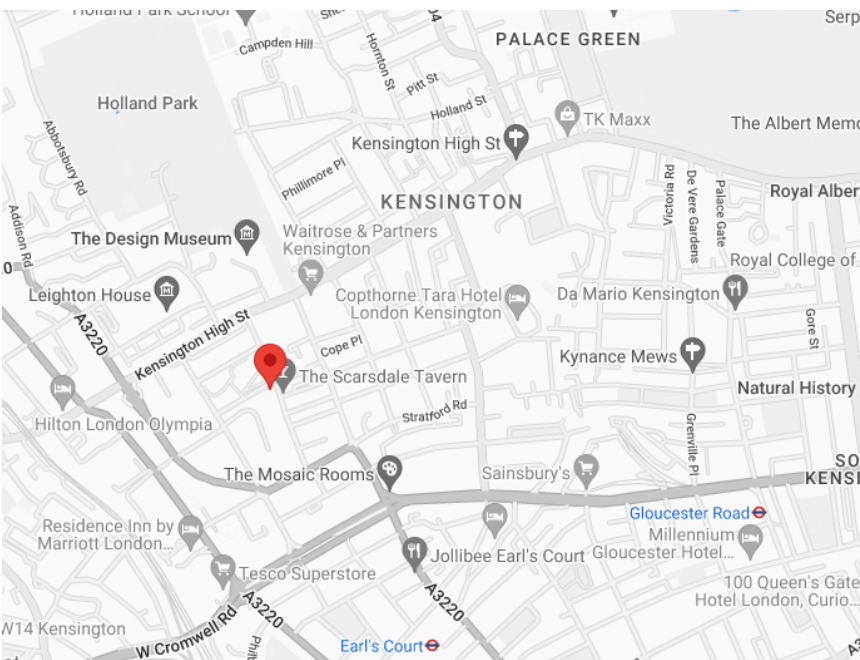 Holland Park School
Campden Hill
Hornton St
Pitt St
Holland St
PALACE GREEN
Serp
Holland Park
TK Maxx
Kensington High St
The Albert Memo
Abbotsbury Rd
Phillimore Pl
KENSINGTON
Victoria Rd
De Vere Gardens
Palace Gate
Royal Alber
Addison Rd
The Design Museum
Waitrose & Partners
Kensington
Royal College of
Leighton House
Copthorne Tara Hotel
London Kensington
Da Mario Kensington
Gore St
A3220
Kensington High St
Cope Pl
Kynance Mews
The Scarsdale Tavern
Natural History
Hilton London Olympia
Stratford Rd
Grenville Pl
The Mosaic Rooms
Sainsbury's
SO
KENSI
Gloucester Road
Residence Inn by
Marriott London...
Millennium
Gloucester Hotel...
Jollibee Earl's Court
Tesco Superstore
100 Queen's Gate
Hotel London, Curio...
A3220
A3220
W14 Kensington
W Cromwell Rd
Earl's Court